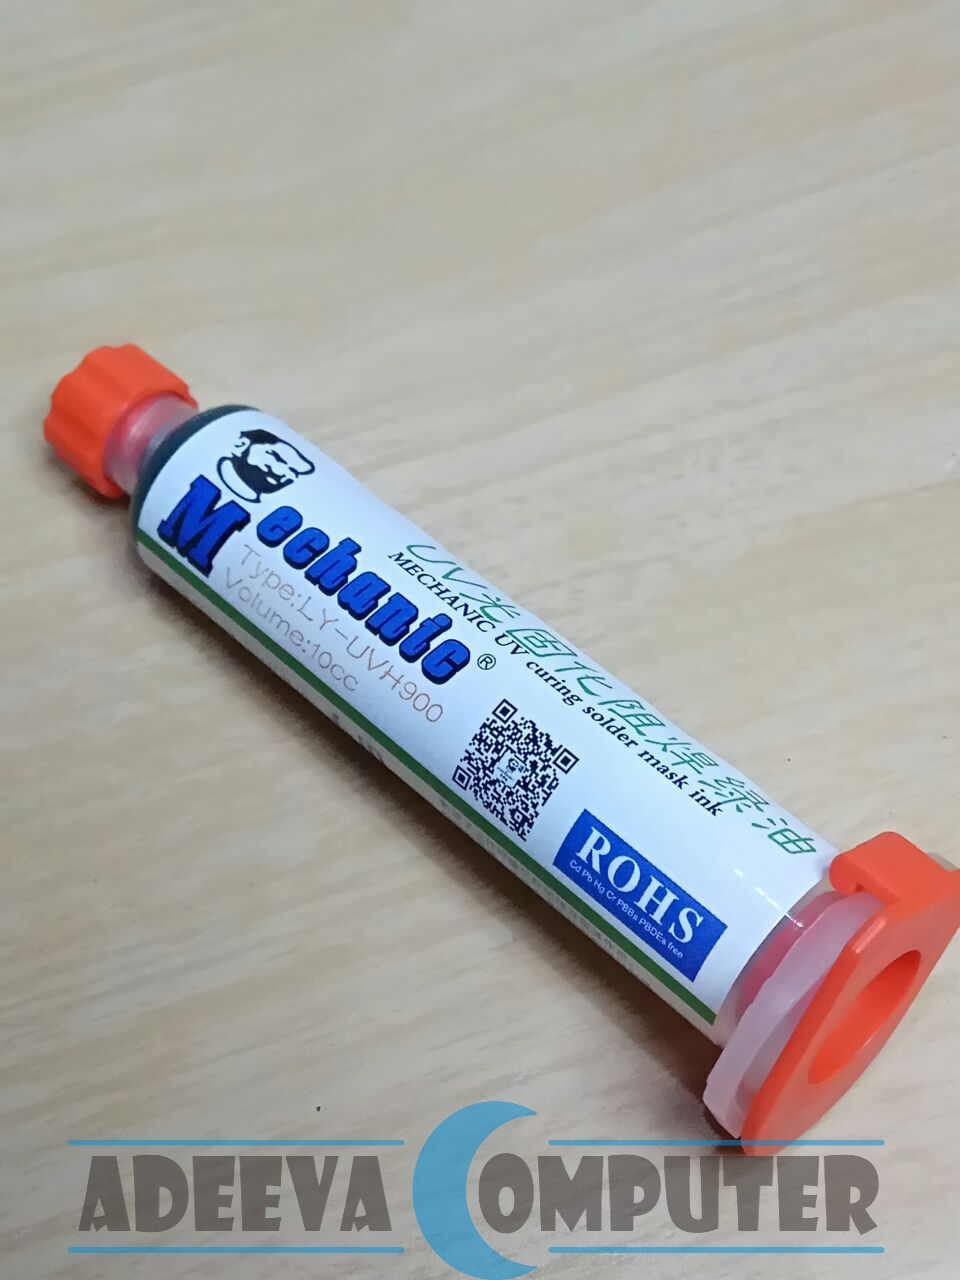 Mechanic®
Type:LY-UVH900
Volume:10cc
UV光固化阻焊绿油
MECHANIC UV curing solder mask ink
ROHS
Cd Pb Hg Cr PBBs PBDEs free
ADEEVA COMPUTER